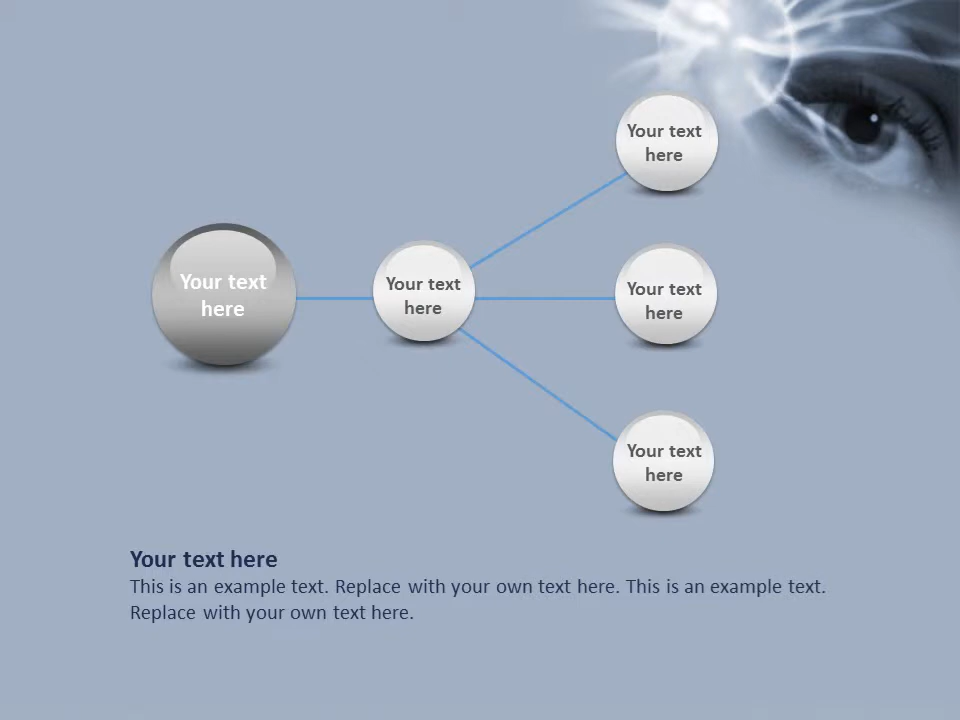 Your text
here
Your text
here
Your text
here
Your text
here
Your text
here
Your text here
This is an example text. Replace with your own text here. This is an example text.
Replace with your own text here.